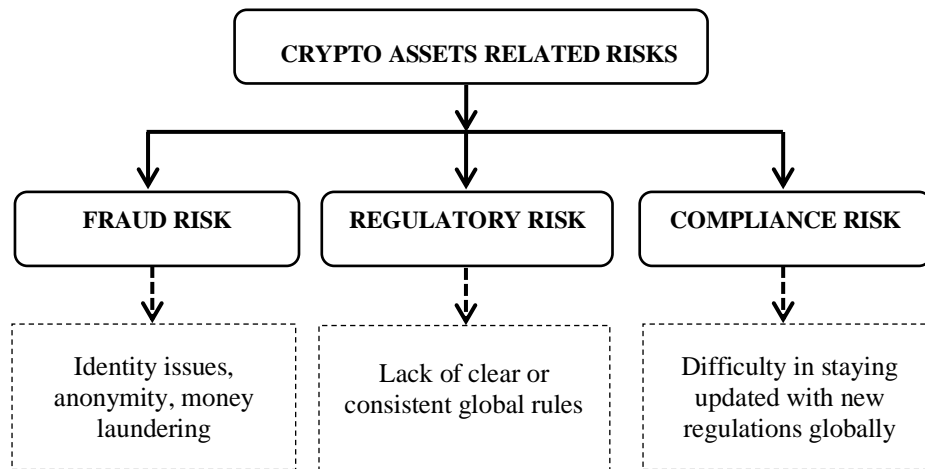 CRYPTO ASSETS RELATED RISKS
FRAUD RISK
REGULATORY RISK
COMPLIANCE RISK
Identity issues,
anonymity, money
laundering
Lack of clear or
consistent global rules
Difficulty in staying
updated with new
regulations globally